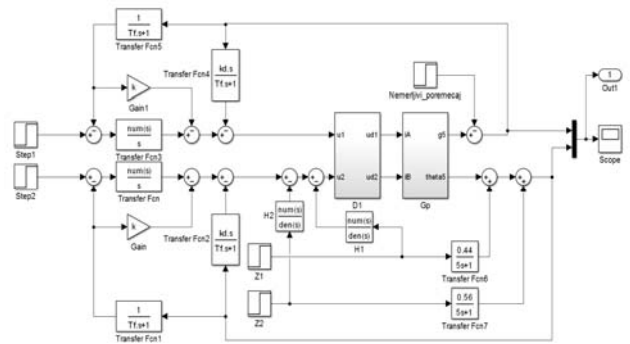 1
Tf.s+1
Transfer Fcn5
kd.s
Tf.s+1
Transfer Fcn4
k
Gain1
Nemerljivi_poremecaj
1
Out1
Step1
num(s)
s
Transfer Fcn3
u1
ud1
IA
g5
Scope
Step2
num(s)
s
Transfer Fcn
u2
ud2
IB
theta5
D1
Gp
k
Gain
Transfer Fcn2
kd.s
Tf.s+1
H2
num(s)
den(s)
num(s)
den(s)
H1
Z1
0.44
5s+1
Transfer Fcn6
Z2
0.56
5s+1
Transfer Fcn7
1
Tf.s+1
Transfer Fcn1